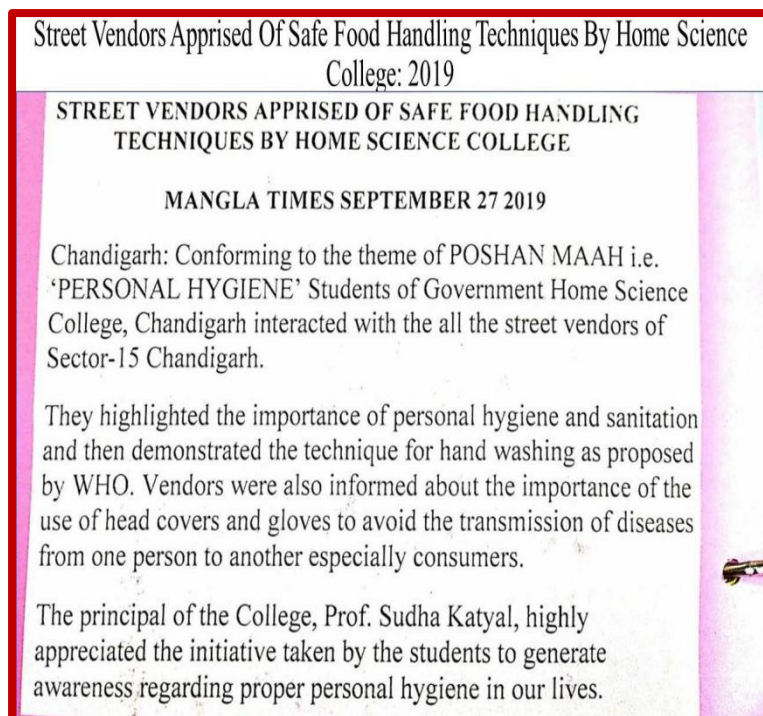 Street Vendors Apprised Of Safe Food Handling Techniques By Home Science
College: 2019
STREET VENDORS APPRISED OF SAFE FOOD HANDLING
TECHNIQUES BY HOME SCIENCE COLLEGE
MANGLA TIMES SEPTEMBER 27 2019
Chandigarh: Conforming to the theme of POSHAN MAAH i.e.
‘PERSONAL HYGIENE’ Students of Government Home Science
College, Chandigarh interacted with the all the street vendors of
Sector-15 Chandigarh.
They highlighted the importance of personal hygiene and sanitation
and then demonstrated the technique for hand washing as proposed
by WHO. Vendors were also informed about the importance of the
use of head covers and gloves to avoid the transmission of diseases
from one person to another especially consumers.
The principal of the College, Prof. Sudha Katyal, highly
appreciated the initiative taken by the students to generate
awareness regarding proper personal hygiene in our lives.